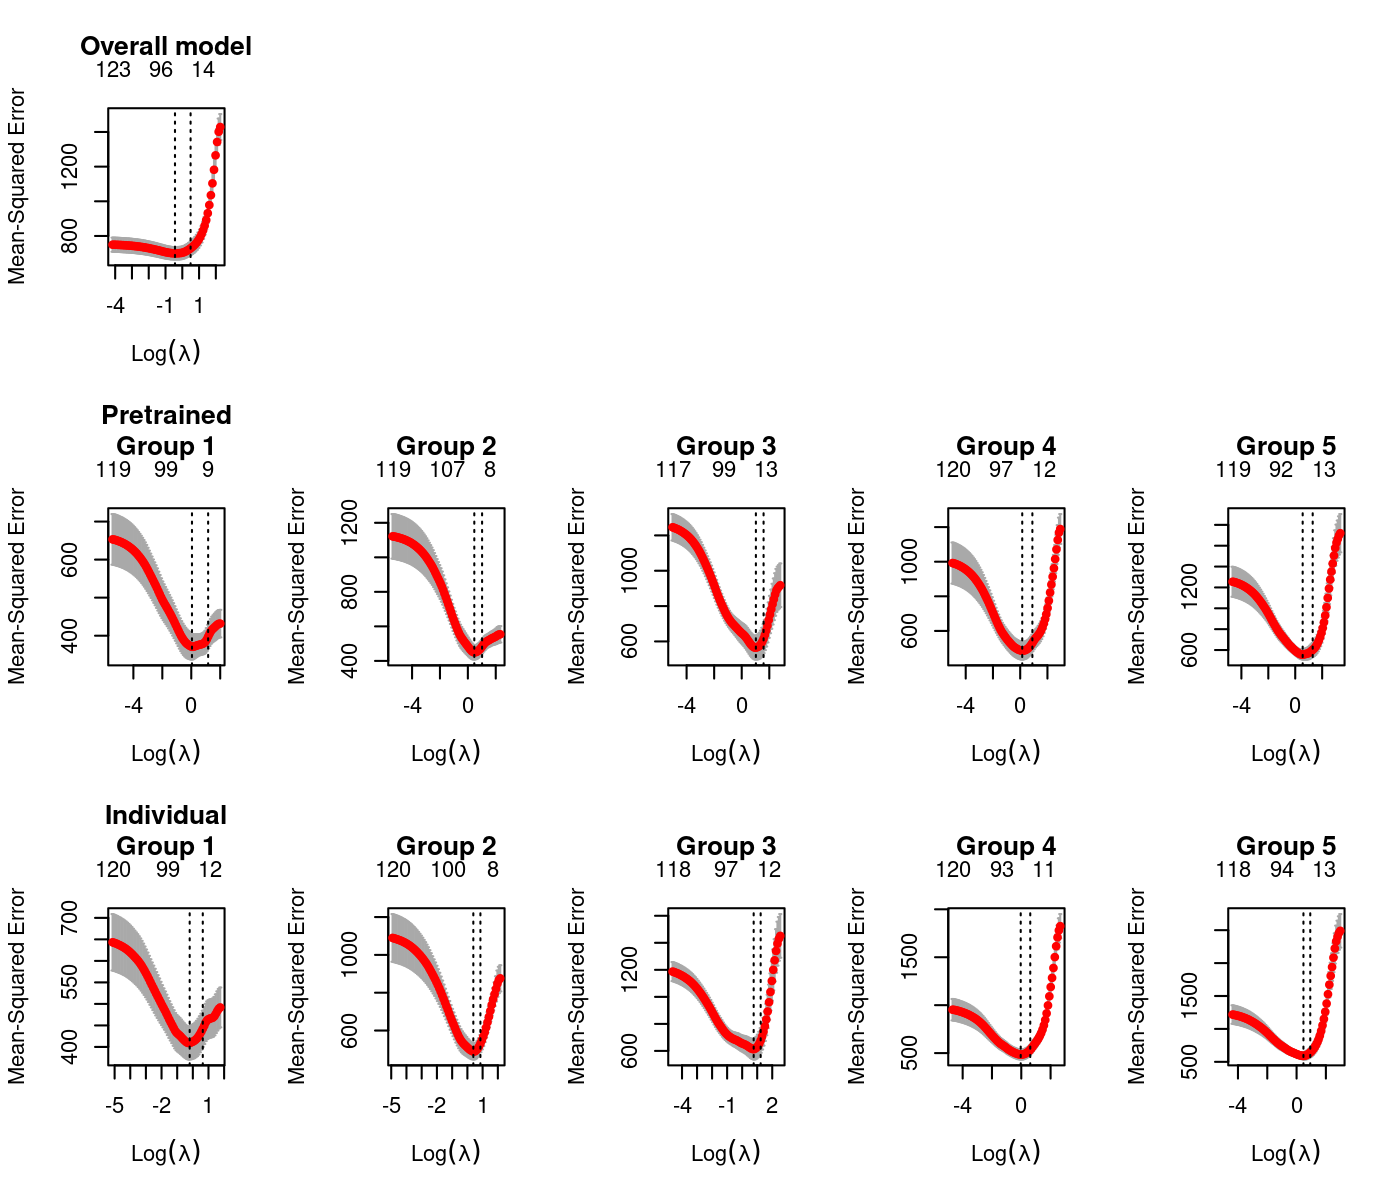 Overall model
123 96 14
Mean-Squared Error
800 1200
-4 -1 1
Log(λ)
Pretrained
Group 1
119 99 9
Mean-Squared Error
400 600
-4 0
Log(λ)
Group 2
119 107 8
Mean-Squared Error
400 800 1200
-4 0
Log(λ)
Group 3
117 99 13
Mean-Squared Error
600 1000
-4 0
Log(λ)
Group 4
120 97 12
Mean-Squared Error
600 1000
-4 0
Log(λ)
Group 5
119 92 13
Mean-Squared Error
600 1200
-4 0
Log(λ)
Individual
Group 1
120 99 12
Mean-Squared Error
400 550 700
-5 -2 1
Log(λ)
Group 2
120 100 8
Mean-Squared Error
600 1000
-5 -2 1
Log(λ)
Group 3
118 97 12
Mean-Squared Error
600 1200
-4 -1 2
Log(λ)
Group 4
120 93 11
Mean-Squared Error
500 1500
-4 0
Log(λ)
Group 5
118 94 13
Mean-Squared Error
500 1500
-4 0
Log(λ)